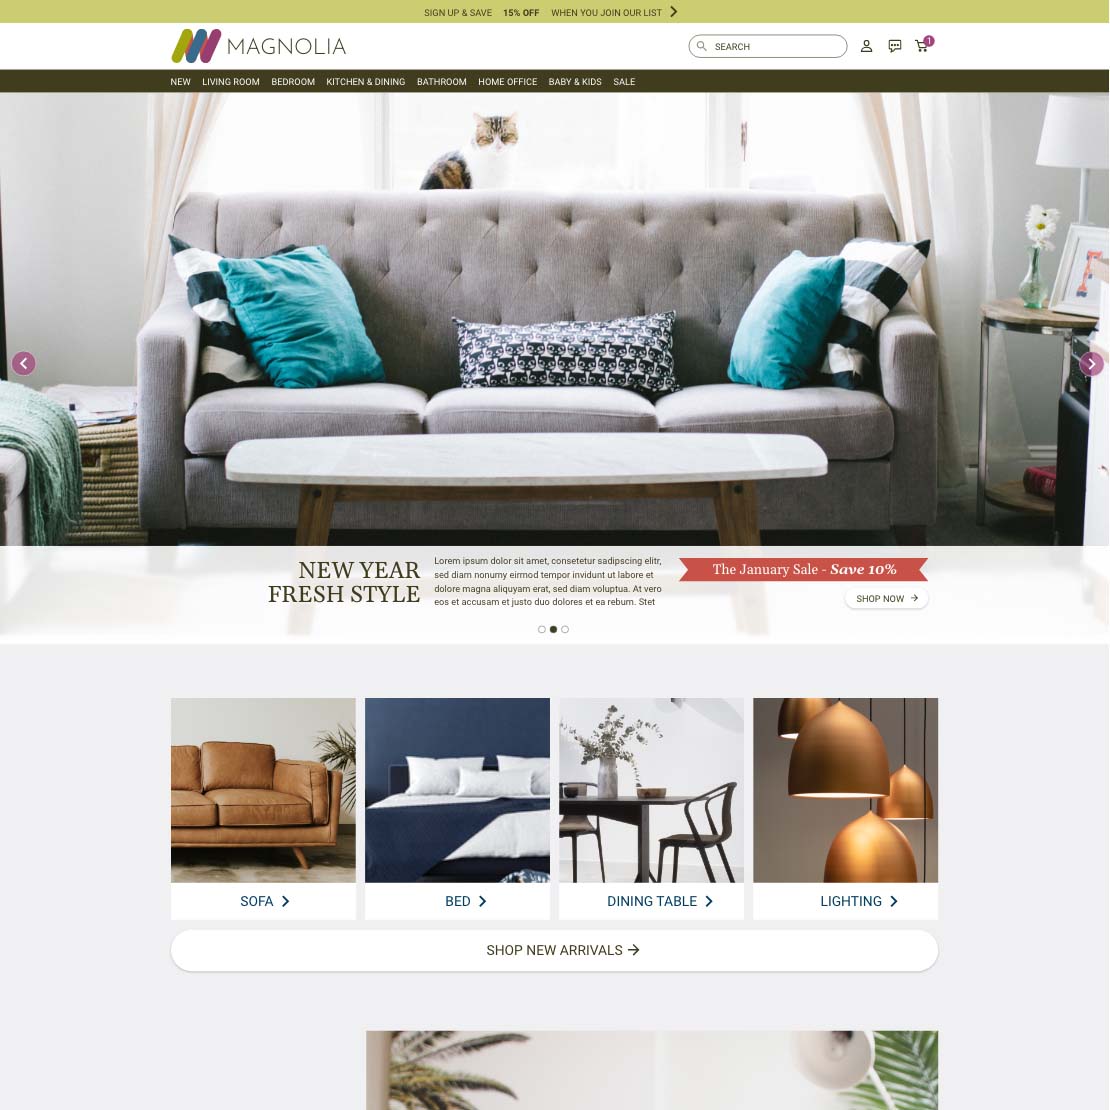 SIGN UP & SAVE 15% OFF WHEN YOU JOIN OUR LIST
MAGNOLIA
SEARCH
1
NEW LIVING ROOM BEDROOM KITCHEN & DINING BATHROOM HOME OFFICE BABY & KIDS SALE
NEW YEAR
FRESH STYLE
Lorem ipsum dolor sit amet, consetetur sadipscing elitr,
sed diam nonumy eirmod tempor invidunt ut labore et
dolore magna aliquyam erat, sed diam voluptua. At vero
eos et accusam et justo duo dolores et ea rebum. Stet
The January Sale - Save 10%
SHOP NOW
SOFA
BED
DINING TABLE
LIGHTING
SHOP NEW ARRIVALS